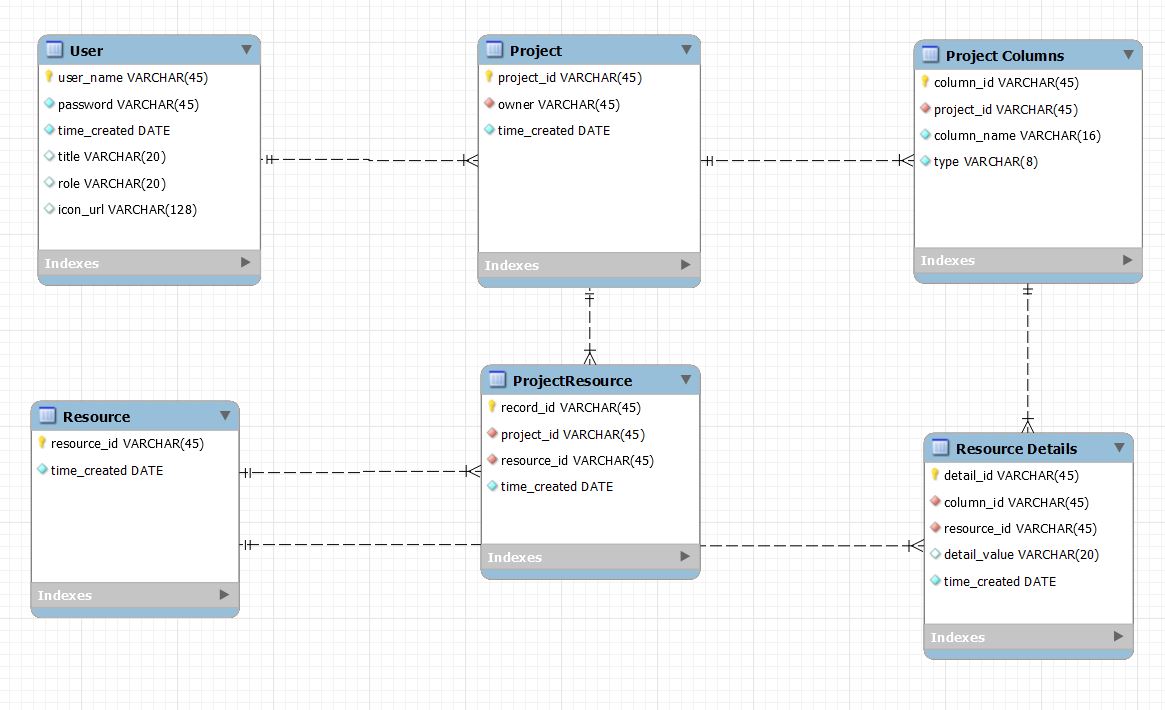 User
user_name VARCHAR(45)
password VARCHAR(45)
time_created DATE
title VARCHAR(20)
role VARCHAR(20)
icon_url VARCHAR(128)
Indexes
Project
project_id VARCHAR(45)
owner VARCHAR(45)
time_created DATE
Indexes
Project Columns
column_id VARCHAR(45)
project_id VARCHAR(45)
column_name VARCHAR(16)
type VARCHAR(8)
Indexes
Resource
resource_id VARCHAR(45)
time_created DATE
Indexes
ProjectResource
record_id VARCHAR(45)
project_id VARCHAR(45)
resource_id VARCHAR(45)
time_created DATE
Indexes
Resource Details
detail_id VARCHAR(45)
column_id VARCHAR(45)
resource_id VARCHAR(45)
detail_value VARCHAR(20)
time_created DATE
Indexes